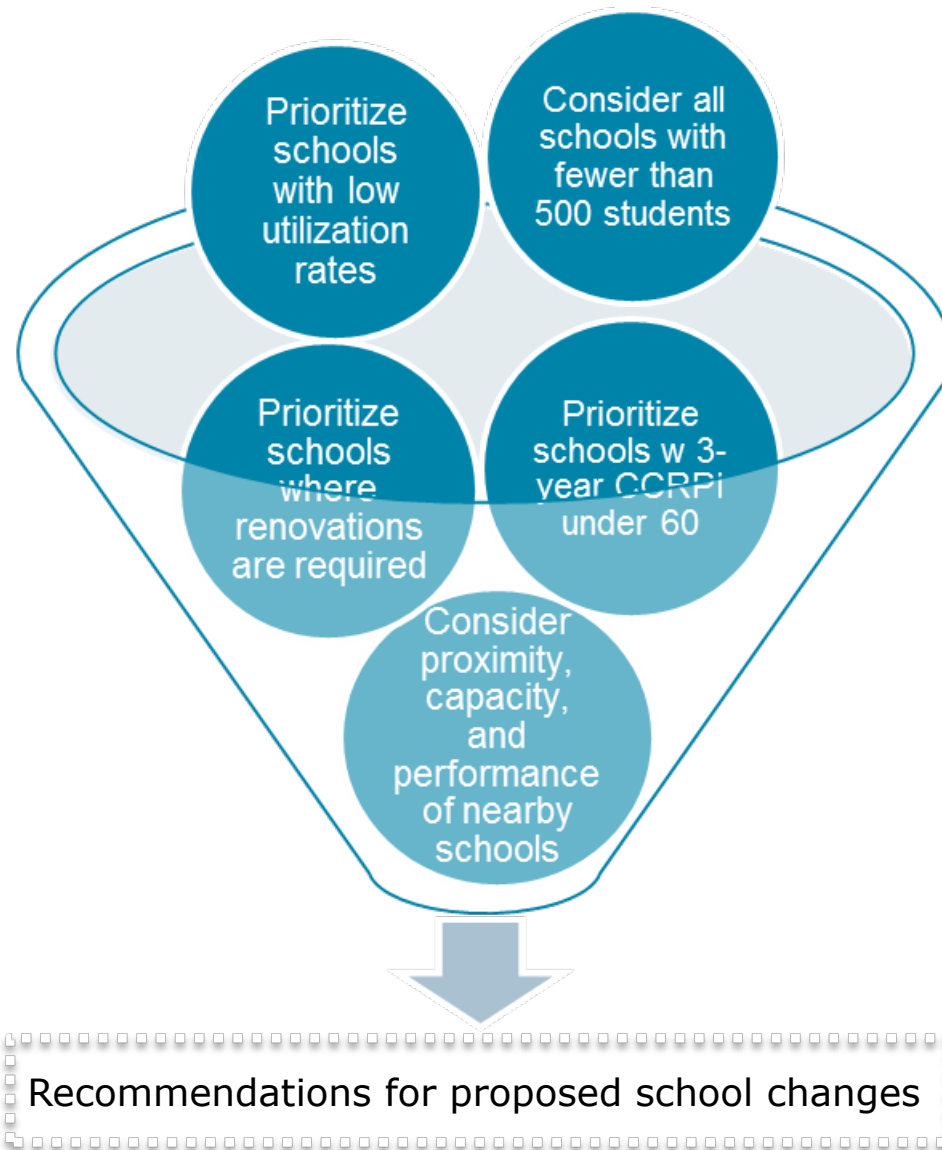 Prioritize
schools
with low
utilization
rates
Consider all
schools with
fewer than
500 students
Prioritize
schools
where
renovations
are required
Prioritize
schools w 3-
year CCRPI
under 60
Consider
proximity,
capacity,
and
performance
of nearby
schools
Recommendations for proposed school changes